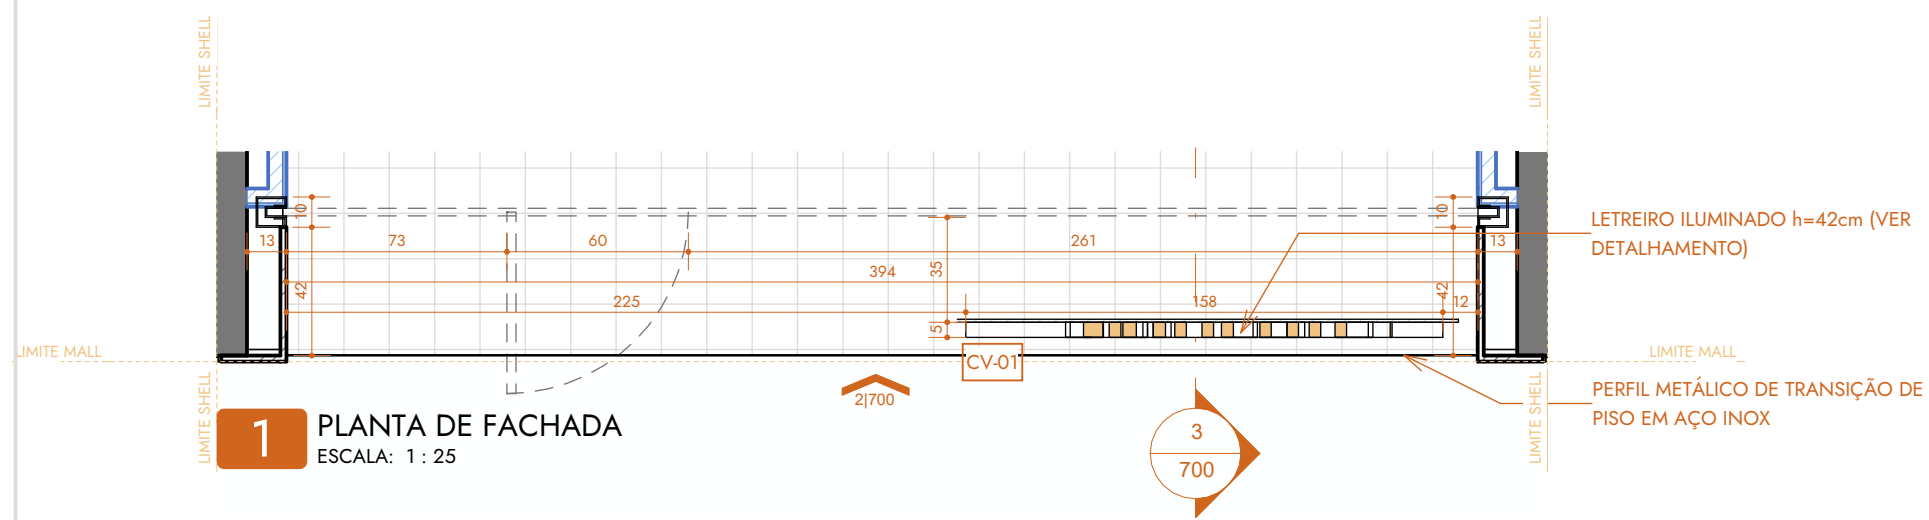 LIMITE SHELL
LIMITE SHELL
10
10
LETREIRO ILUMINADO h=42cm (VER
DETALHAMENTO)
13
73
60
261
13
394
35
42
42
225
158
12
5
LIMITE MALL
CV-01
LIMITE MALL
2|700
PERFIL METÁLICO DE TRANSIÇÃO DE
PISO EM AÇO INOX
LIMITE SHELL
LIMITE SHELL
1
PLANTA DE FACHADA
ESCALA: 1 : 25
3
700